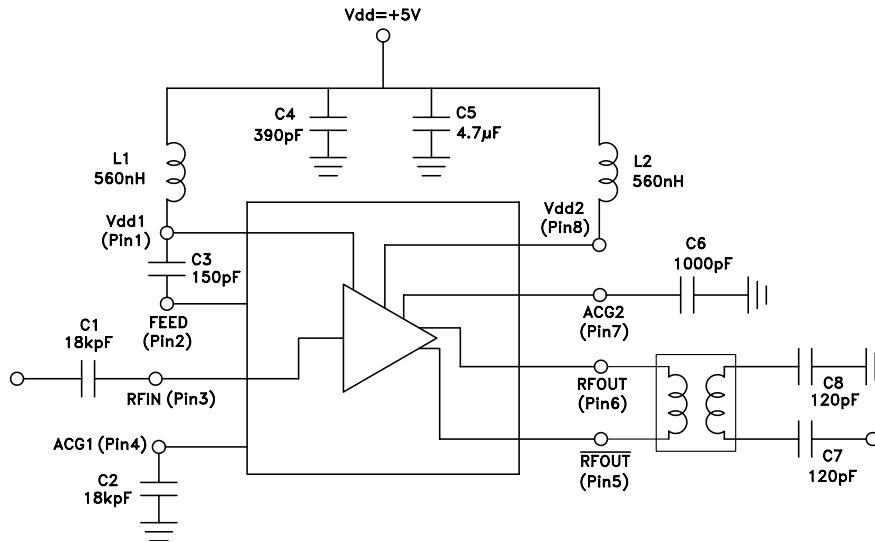 Vdd=+5V
C4
390pF
C5
4.7μF
L1
560nH
L2
560nH
Vdd1
(Pin1)
Vdd2
(Pin8)
C3
150pF
C6
1000pF
FEED
(Pin2)
ACG2
(Pin7)
C1
18kpF
RFIN (Pin3)
RFOUT
(Pin6)
C8
120pF
ACG1 (Pin4)
RFOUT
(Pin5)
C7
120pF
C2
18kpF